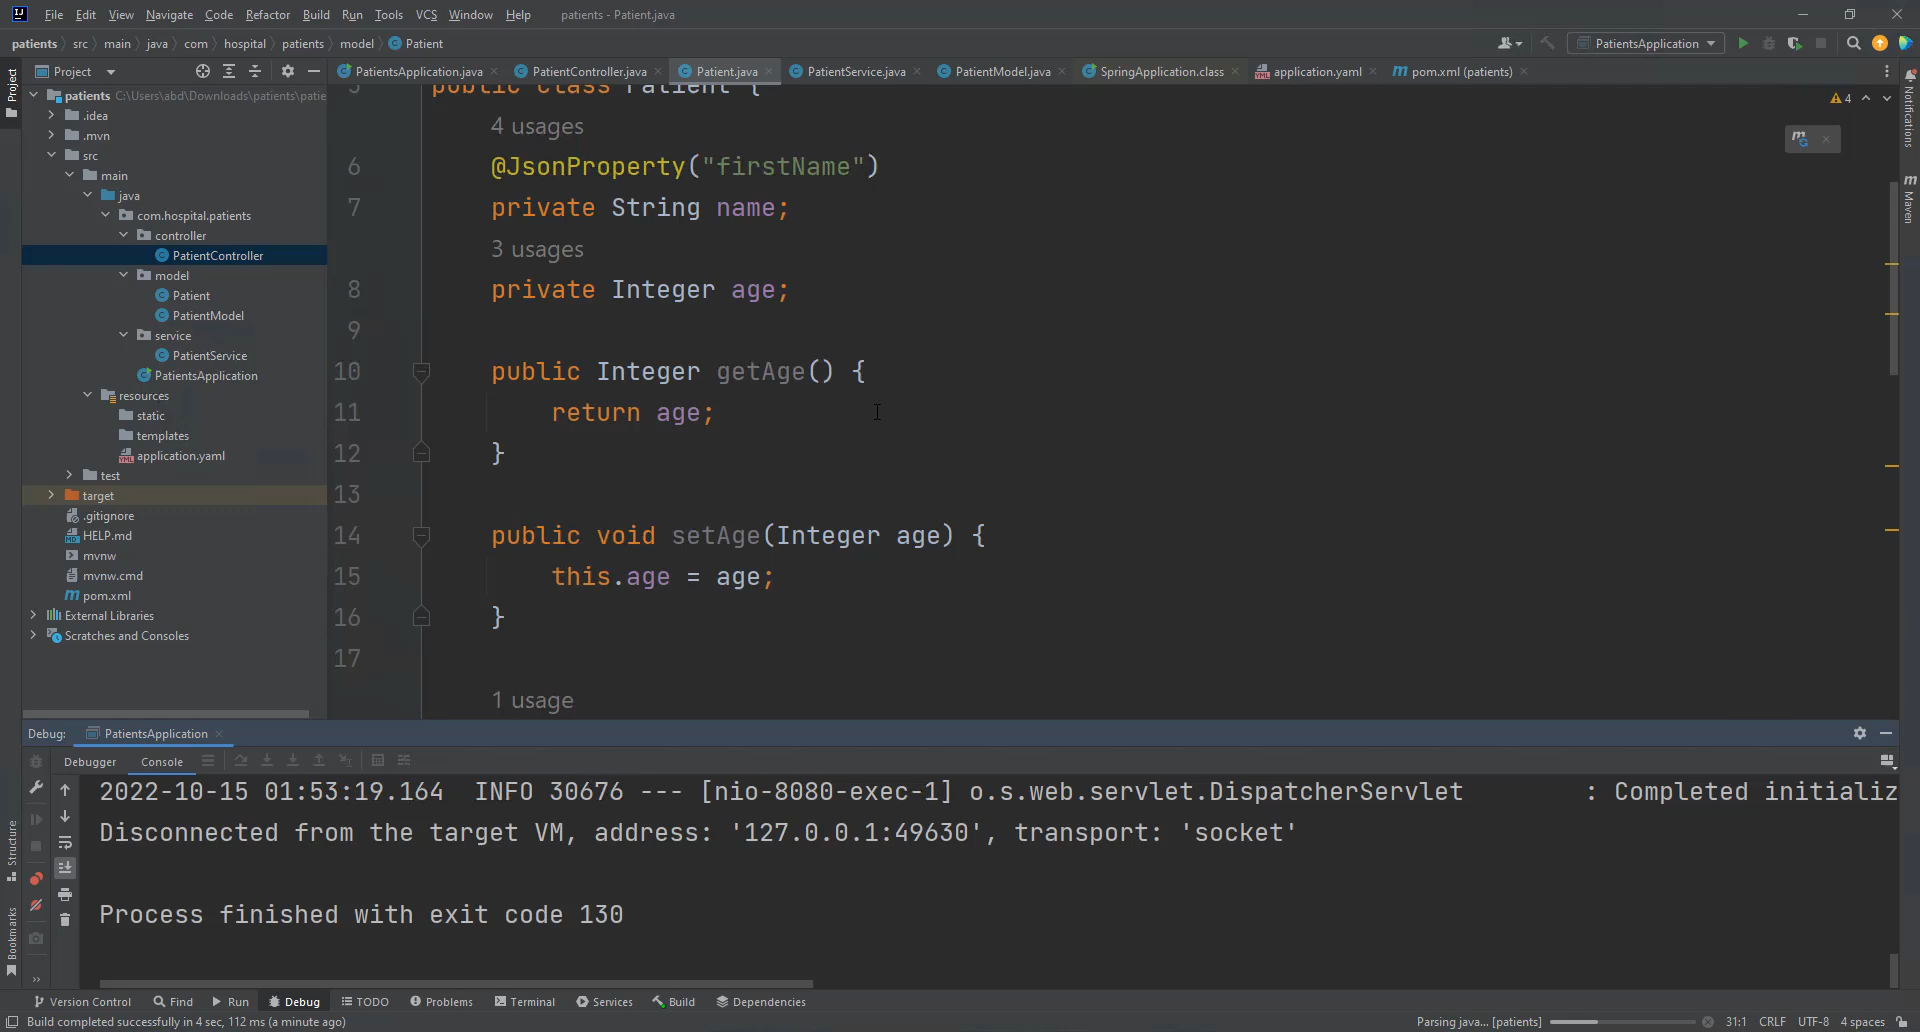 File Edit View Navigate Code Refactor Build Run Tools VCS Window Help patients - Patient.java
patients src main java com hospital patients model Patient
PatientsApplication
Project
PatientsApplication.java PatientController.java Patient.java PatientService.java PatientModel.java SpringApplication.class application.yaml pom.xml (patients)
Project
Notifications
Maven
Structure
Bookmarks
patients C:\Users\abd\Downloads\patients\patie
.idea
.mvn
src
main
java
com.hospital.patients
controller
PatientController
model
Patient
PatientModel
service
PatientService
PatientsApplication
resources
static
templates
application.yaml
test
target
.gitignore
HELP.md
mvnw
mvnw.cmd
pom.xml
External Libraries
Scratches and Consoles
4
5 public class Patient {
4 usages
6 @JsonProperty("firstName")
7 private String name;
3 usages
8 private Integer age;
9
10 public Integer getAge() {
11 return age;
12 }
13
14 public void setAge(Integer age) {
15 this.age = age;
16 }
17
1 usage
Debug: PatientsApplication
Debugger Console
2022-10-15 01:53:19.164 INFO 30676 --- [nio-8080-exec-1] o.s.web.servlet.DispatcherServlet : Completed initializ
Disconnected from the target VM, address: '127.0.0.1:49630', transport: 'socket'
Process finished with exit code 130
Version Control Find Run Debug TODO Problems Terminal Services Build Dependencies
Build completed successfully in 4 sec, 112 ms (a minute ago) Parsing java... [patients] 31:1 CRLF UTF-8 4 spaces